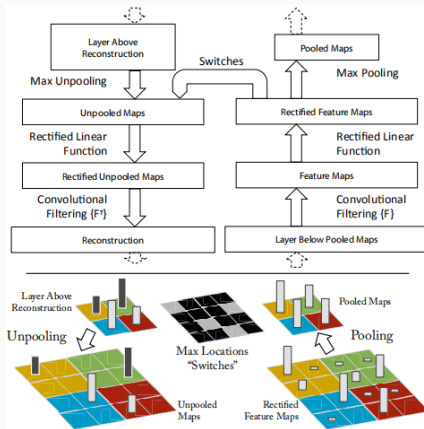 Layer Above
Reconstruction
Pooled Maps
Switches
Max Unpooling
Max Pooling
Unpooled Maps
Rectified Feature Maps
Rectified Linear
Function
Rectified Linear
Function
Rectified Unpooled Maps
Feature Maps
Convolutional
Filtering {Fᵀ}
Convolutional
Filtering {F}
Reconstruction
Layer Below Pooled Maps
Layer Above
Reconstruction
Pooled Maps
Unpooling
Max Locations
“Switches”
Pooling
Unpooled
Maps
Rectified
Feature Maps